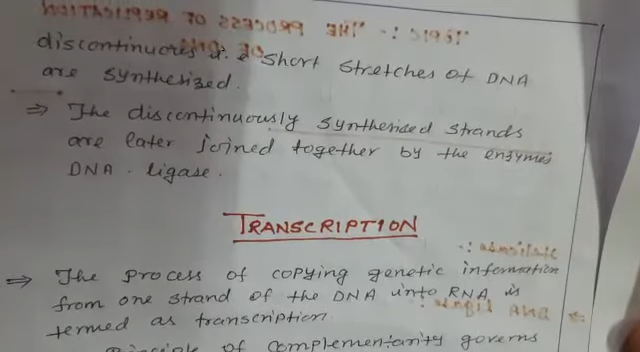 discontinuous i.e short stretches of DNA
are synthesized.
⇒ The discontinuously synthesized strands
are later joined together by the enzymes
DNA - ligase.
TRANSCRIPTION
⇒ The process of copying genetic information
from one strand of the DNA into RNA is
termed as transcription
Principle of complementarity governs